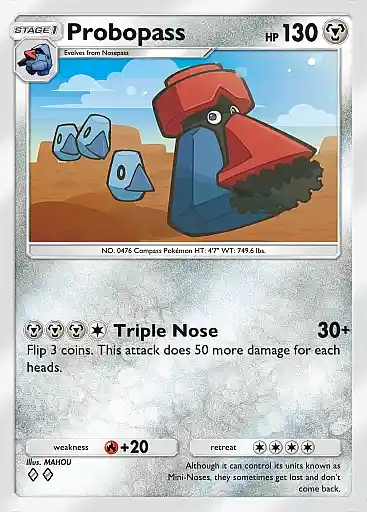 STAGE 1
Probopass
HP 130
Evolves from Nosepass
NO. 0476 Compass Pokémon HT: 4'7" WT: 749.6 lbs.
Triple Nose 30+
Flip 3 coins. This attack does 50 more damage for each
heads.
weakness +20 retreat
Illus. MAHOU
Although it can control its units known as
Mini-Noses, they sometimes get lost and don't
come back.